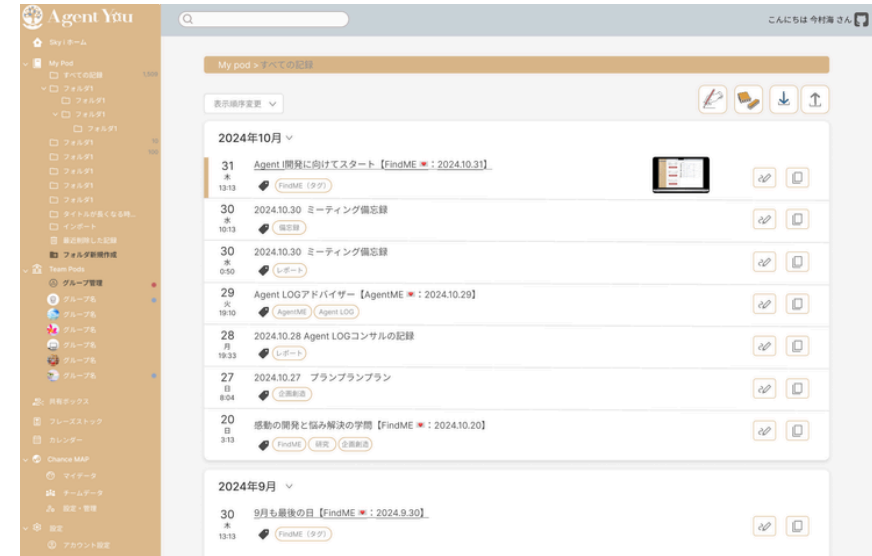 Agent Yau
こんにちは 今村海 さん
Sky i ホーム
My Pod
すべての記録
フォルダ1
フォルダ1
フォルダ1
フォルダ1
フォルダ1
10
フォルダ1
100
フォルダ1
フォルダ1
フォルダ1
タイトルが長くなる時...
インポート
最近削除した記録
フォルダ新規作成
Team Pods
グループ管理
グループ名
グループ名
グループ名
グループ名
グループ名
グループ名
共有ボックス
フレーズストック
カレンダー
Chance MAP
マイデータ
チームデータ
設定・管理
設定
アカウント設定
My pod > すべての記録
表示順序変更
2024年10月
31
木
13:13
Agent I開発に向けてスタート【FindME 💌：2024.10.31】
FindME（タグ）
30
水
10:13
2024.10.30 ミーティング備忘録
備忘録
30
水
0:50
2024.10.30 ミーティング備忘録
レポート
29
火
19:10
Agent LOGアドバイザー【AgentME 💌：2024.10.29】
AgentME Agent LOG
28
月
19:33
2024.10.28 Agent LOGコンサルの記録
レポート
27
日
8:04
2024.10.27 プランプランプラン
企画創造
20
日
3:13
感動の開発と悩み解決の学問【FindME 💌：2024.10.20】
FindME 研究 企画創造
2024年9月
30
木
13:13
9月も最後の日【FindME 💌：2024.9.30】
FindME（タグ）